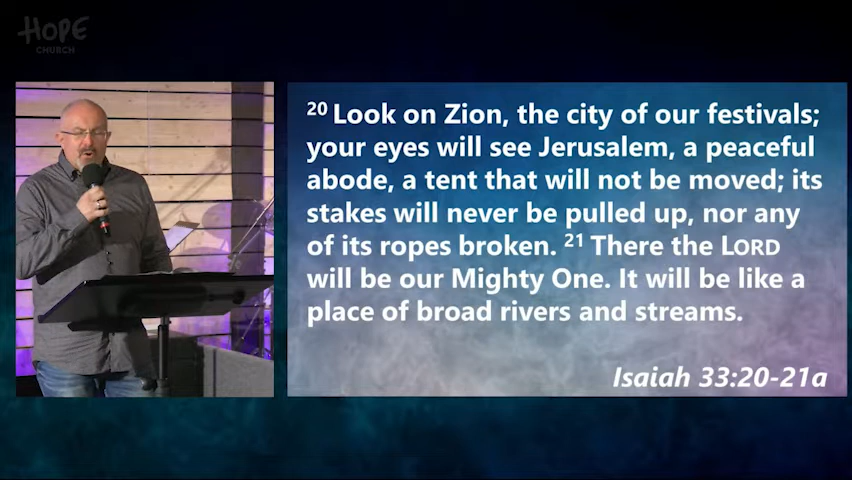 HOPE
CHURCH
20 Look on Zion, the city of our festivals;
your eyes will see Jerusalem, a peaceful
abode, a tent that will not be moved; its
stakes will never be pulled up, nor any
of its ropes broken. 21 There the LORD
will be our Mighty One. It will be like a
place of broad rivers and streams.
Isaiah 33:20-21a